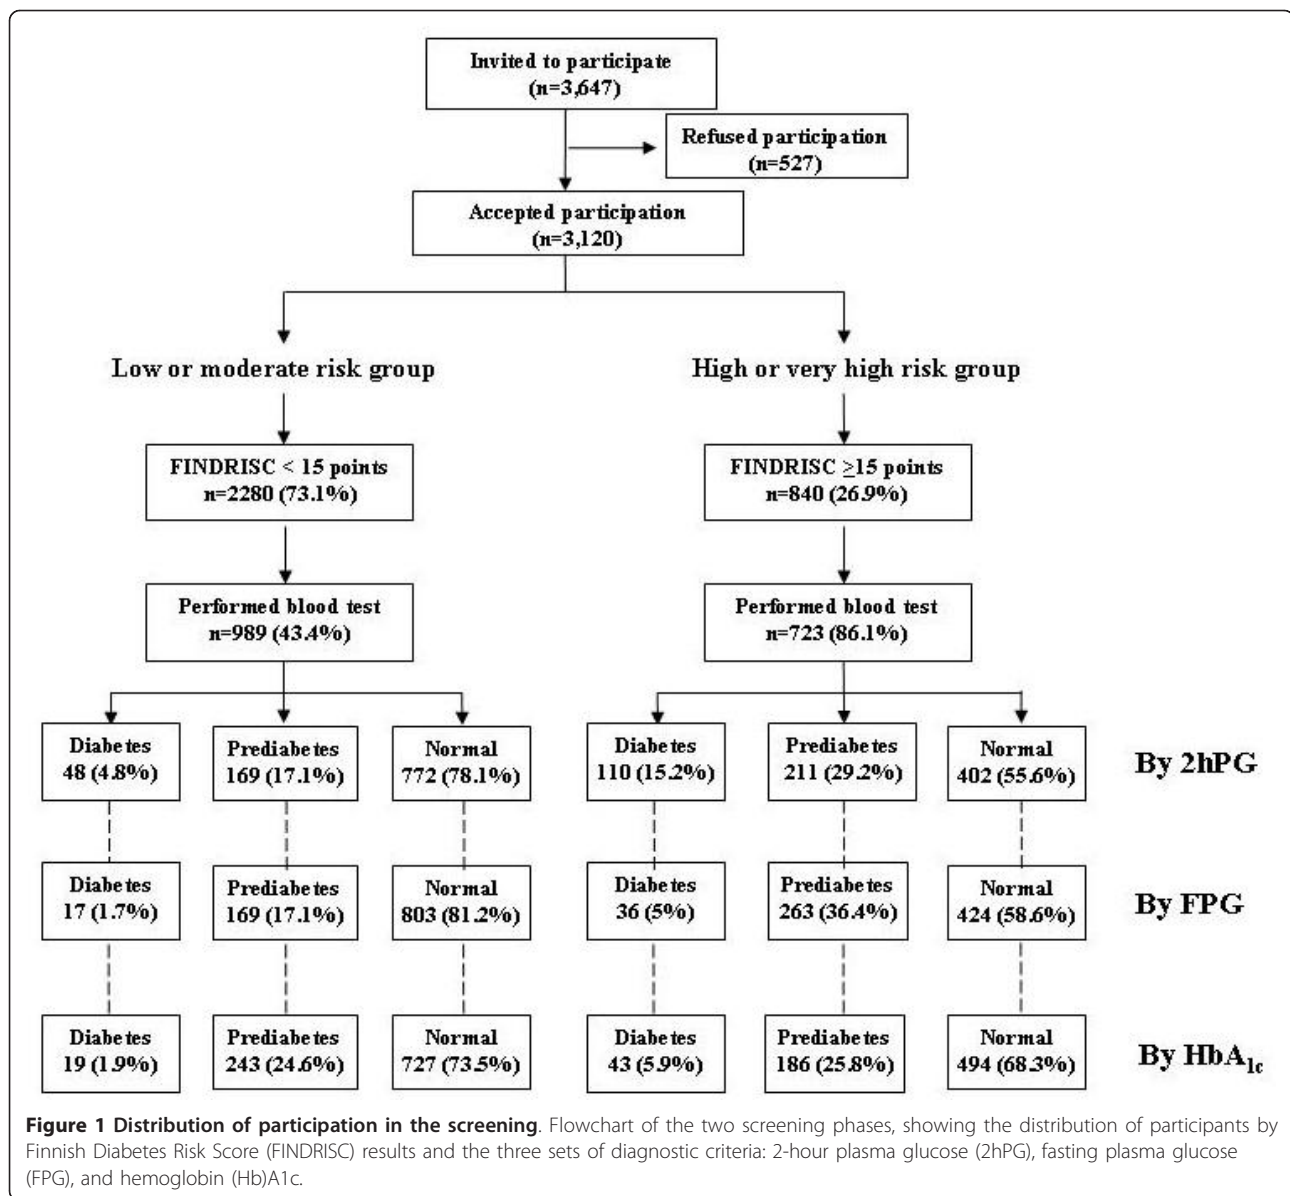 Invited to participate
(n=3,647)
Refused participation
(n=527)
Accepted participation
(n=3,120)
Low or moderate risk group
High or very high risk group
FINDRISC < 15 points
n=2280 (73.1%)
FINDRISC ≥15 points
n=840 (26.9%)
Performed blood test
n=989 (43.4%)
Performed blood test
n=723 (86.1%)
Diabetes
48 (4.8%)
Prediabetes
169 (17.1%)
Normal
772 (78.1%)
Diabetes
110 (15.2%)
Prediabetes
211 (29.2%)
Normal
402 (55.6%)
By 2hPG
Diabetes
17 (1.7%)
Prediabetes
169 (17.1%)
Normal
803 (81.2%)
Diabetes
36 (5%)
Prediabetes
263 (36.4%)
Normal
424 (58.6%)
By FPG
Diabetes
19 (1.9%)
Prediabetes
243 (24.6%)
Normal
727 (73.5%)
Diabetes
43 (5.9%)
Prediabetes
186 (25.8%)
Normal
494 (68.3%)
By HbA1c
Figure 1 Distribution of participation in the screening. Flowchart of the two screening phases, showing the distribution of participants by
Finnish Diabetes Risk Score (FINDRISC) results and the three sets of diagnostic criteria: 2-hour plasma glucose (2hPG), fasting plasma glucose
(FPG), and hemoglobin (Hb)A1c.